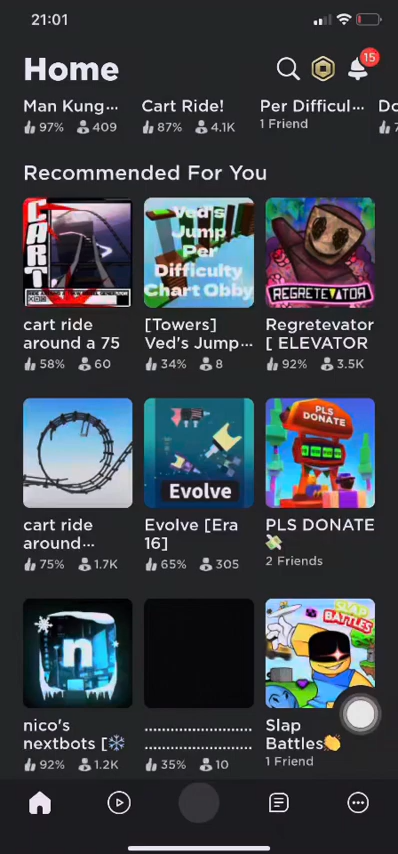 21:01
Home
15
Man Kung... Cart Ride! Per Difficul... Do
97% 409 87% 4.1K 1 Friend
Recommended For You
CART
Ved's
Jump
Per
Difficulty
Chart Obby
REGRETEVATOR
cart ride
around a 75
58% 60
[Towers]
Ved's Jump...
34% 8
Regretevator
[ ELEVATOR
92% 3.5K
Evolve
PLS
DONATE
cart ride
around...
75% 1.7K
Evolve [Era
16]
65% 305
PLS DONATE
💸
2 Friends
n
SLAP
BATTLES
nico's
nextbots [❄️
92% 1.2K
........................
........................
35% 10
Slap
Battles👏
1 Friend